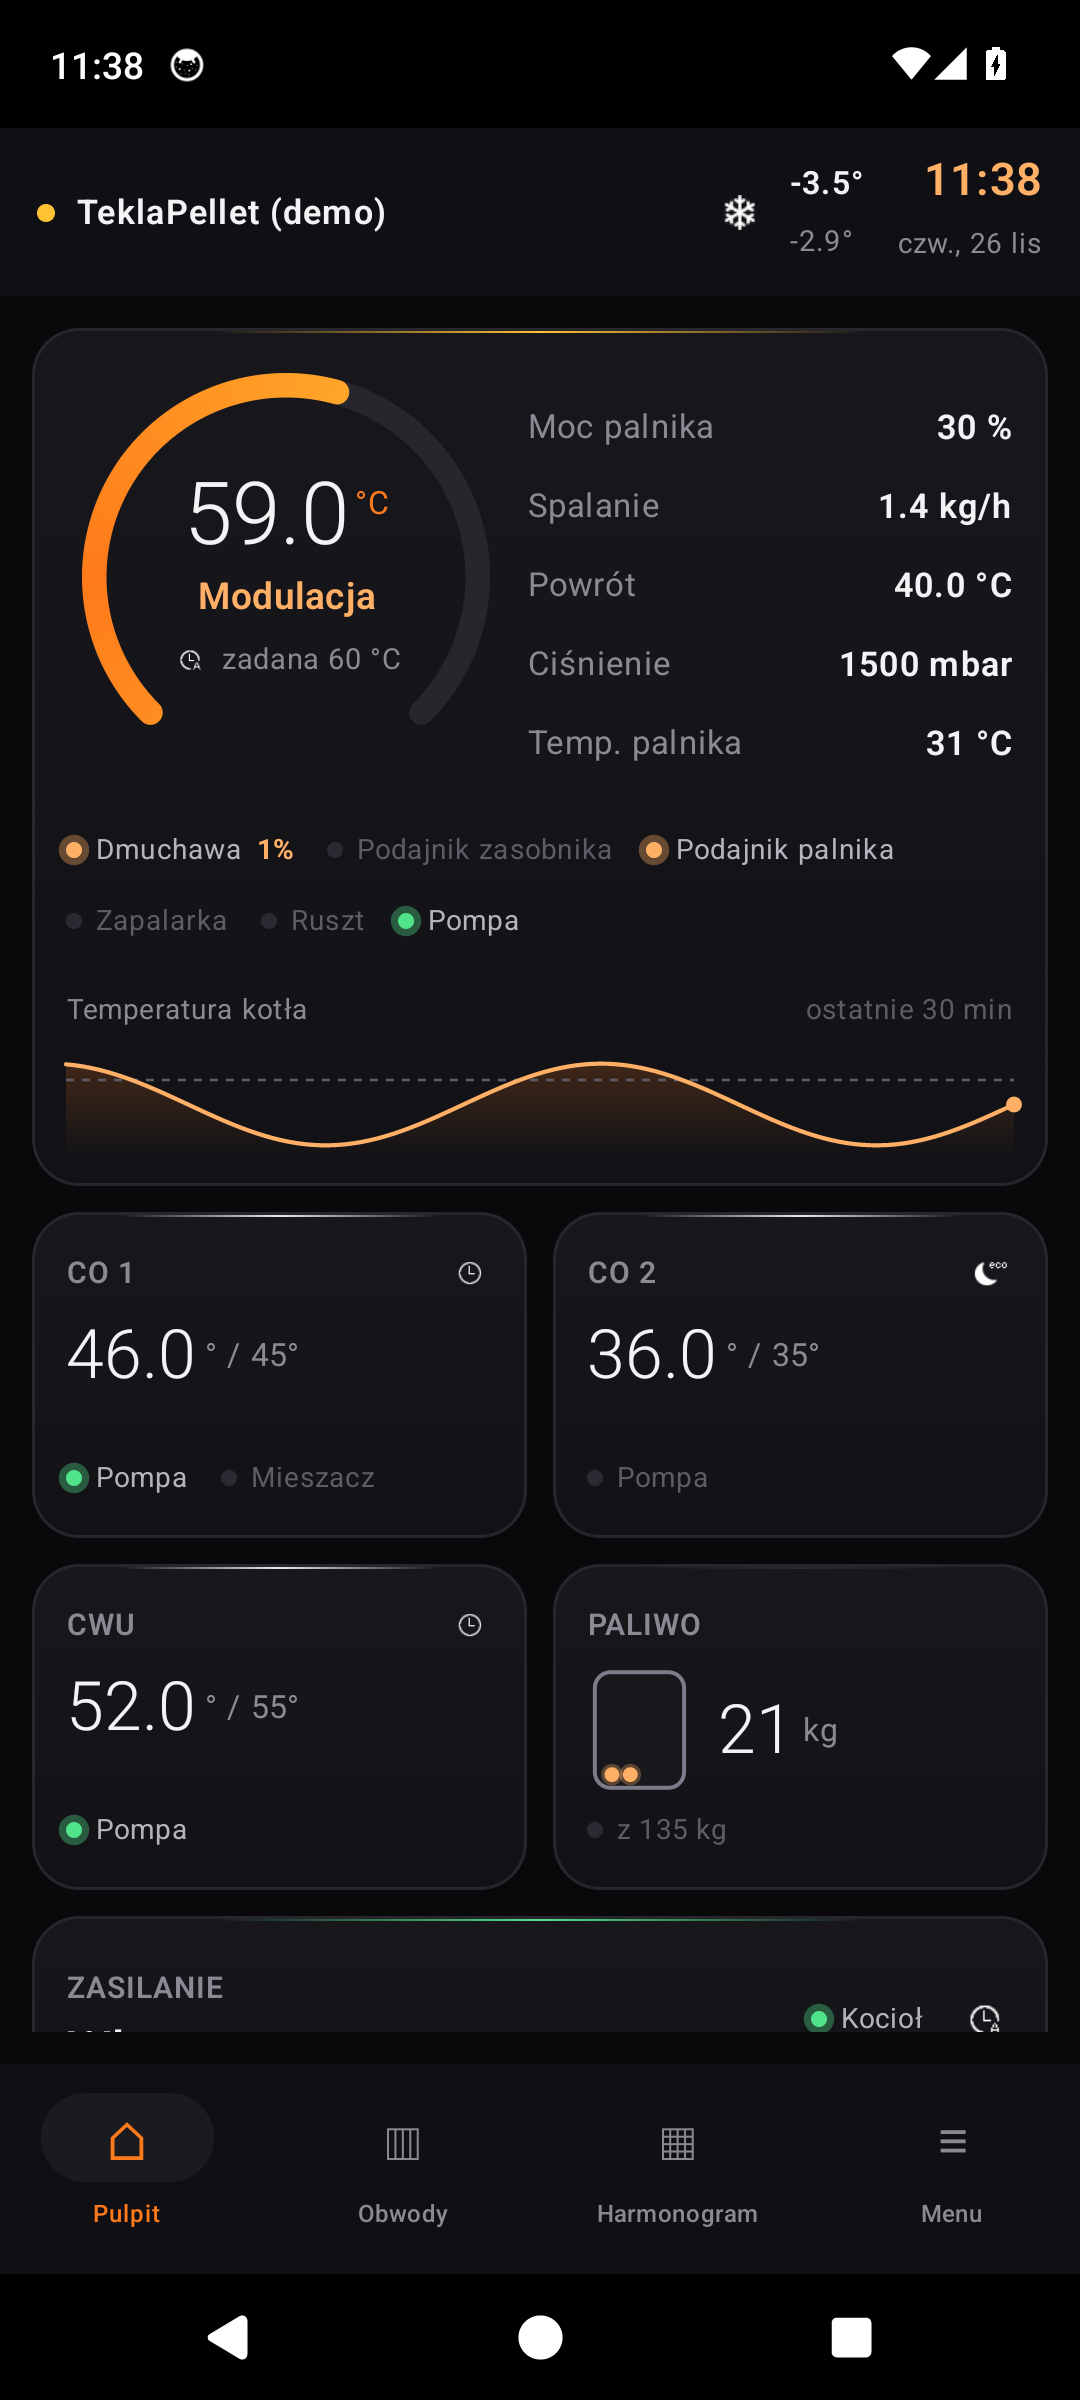 11:38
TeklaPellet (demo)
-3.5°
11:38
-2.9°
czw., 26 lis
59.0 °C
Modulacja
zadana 60 °C
Moc palnika 30 %
Spalanie 1.4 kg/h
Powrót 40.0 °C
Ciśnienie 1500 mbar
Temp. palnika 31 °C
Dmuchawa 1% Podajnik zasobnika Podajnik palnika
Zapalarka Ruszt Pompa
Temperatura kotła ostatnie 30 min
CO 1
46.0 ° / 45°
Pompa Mieszacz
CO 2 eco
36.0 ° / 35°
Pompa
CWU
52.0 ° / 55°
Pompa
PALIWO
21 kg
z 135 kg
ZASILANIE
Kocioł
Pulpit Obwody Harmonogram Menu